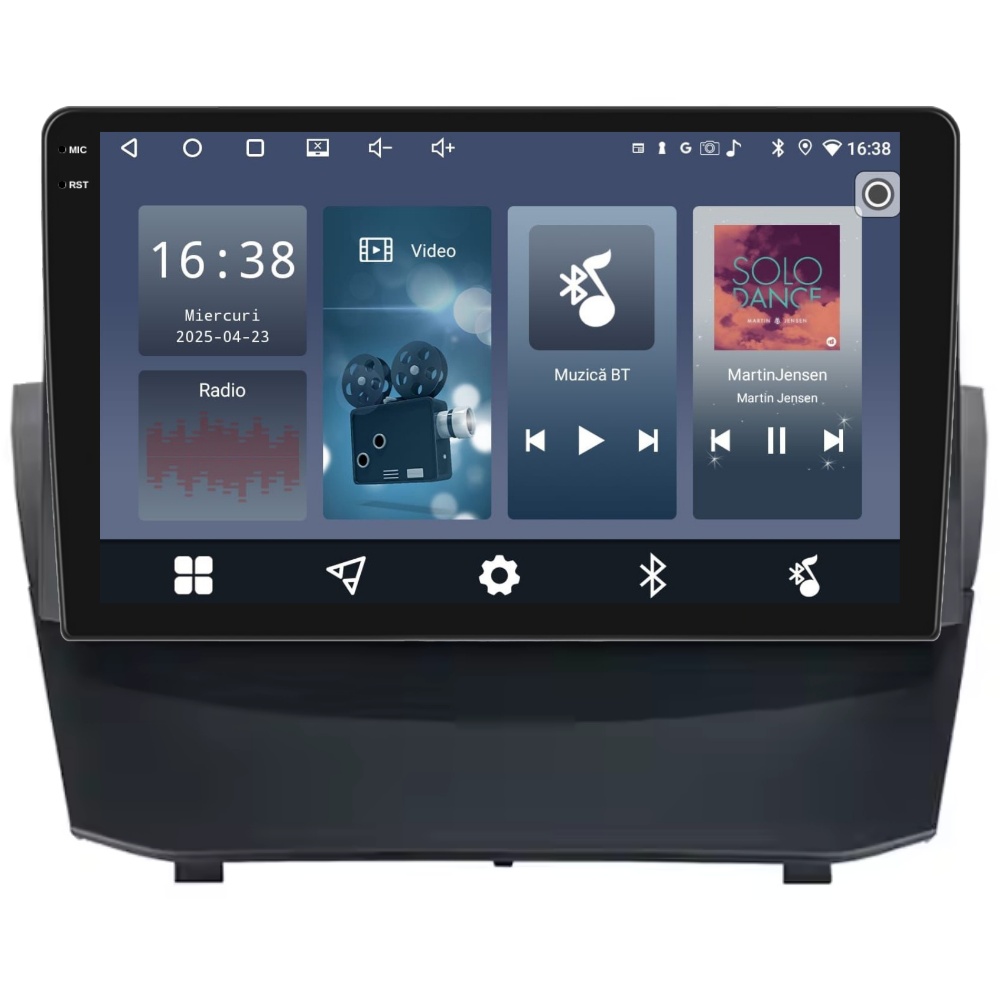 MIC
RST
16:38
16:38
Miercuri
2025-04-23
Radio
Video
Muzică BT
SOLO
DANCE
MARTIN JENSEN
MartinJensen
Martin Jensen